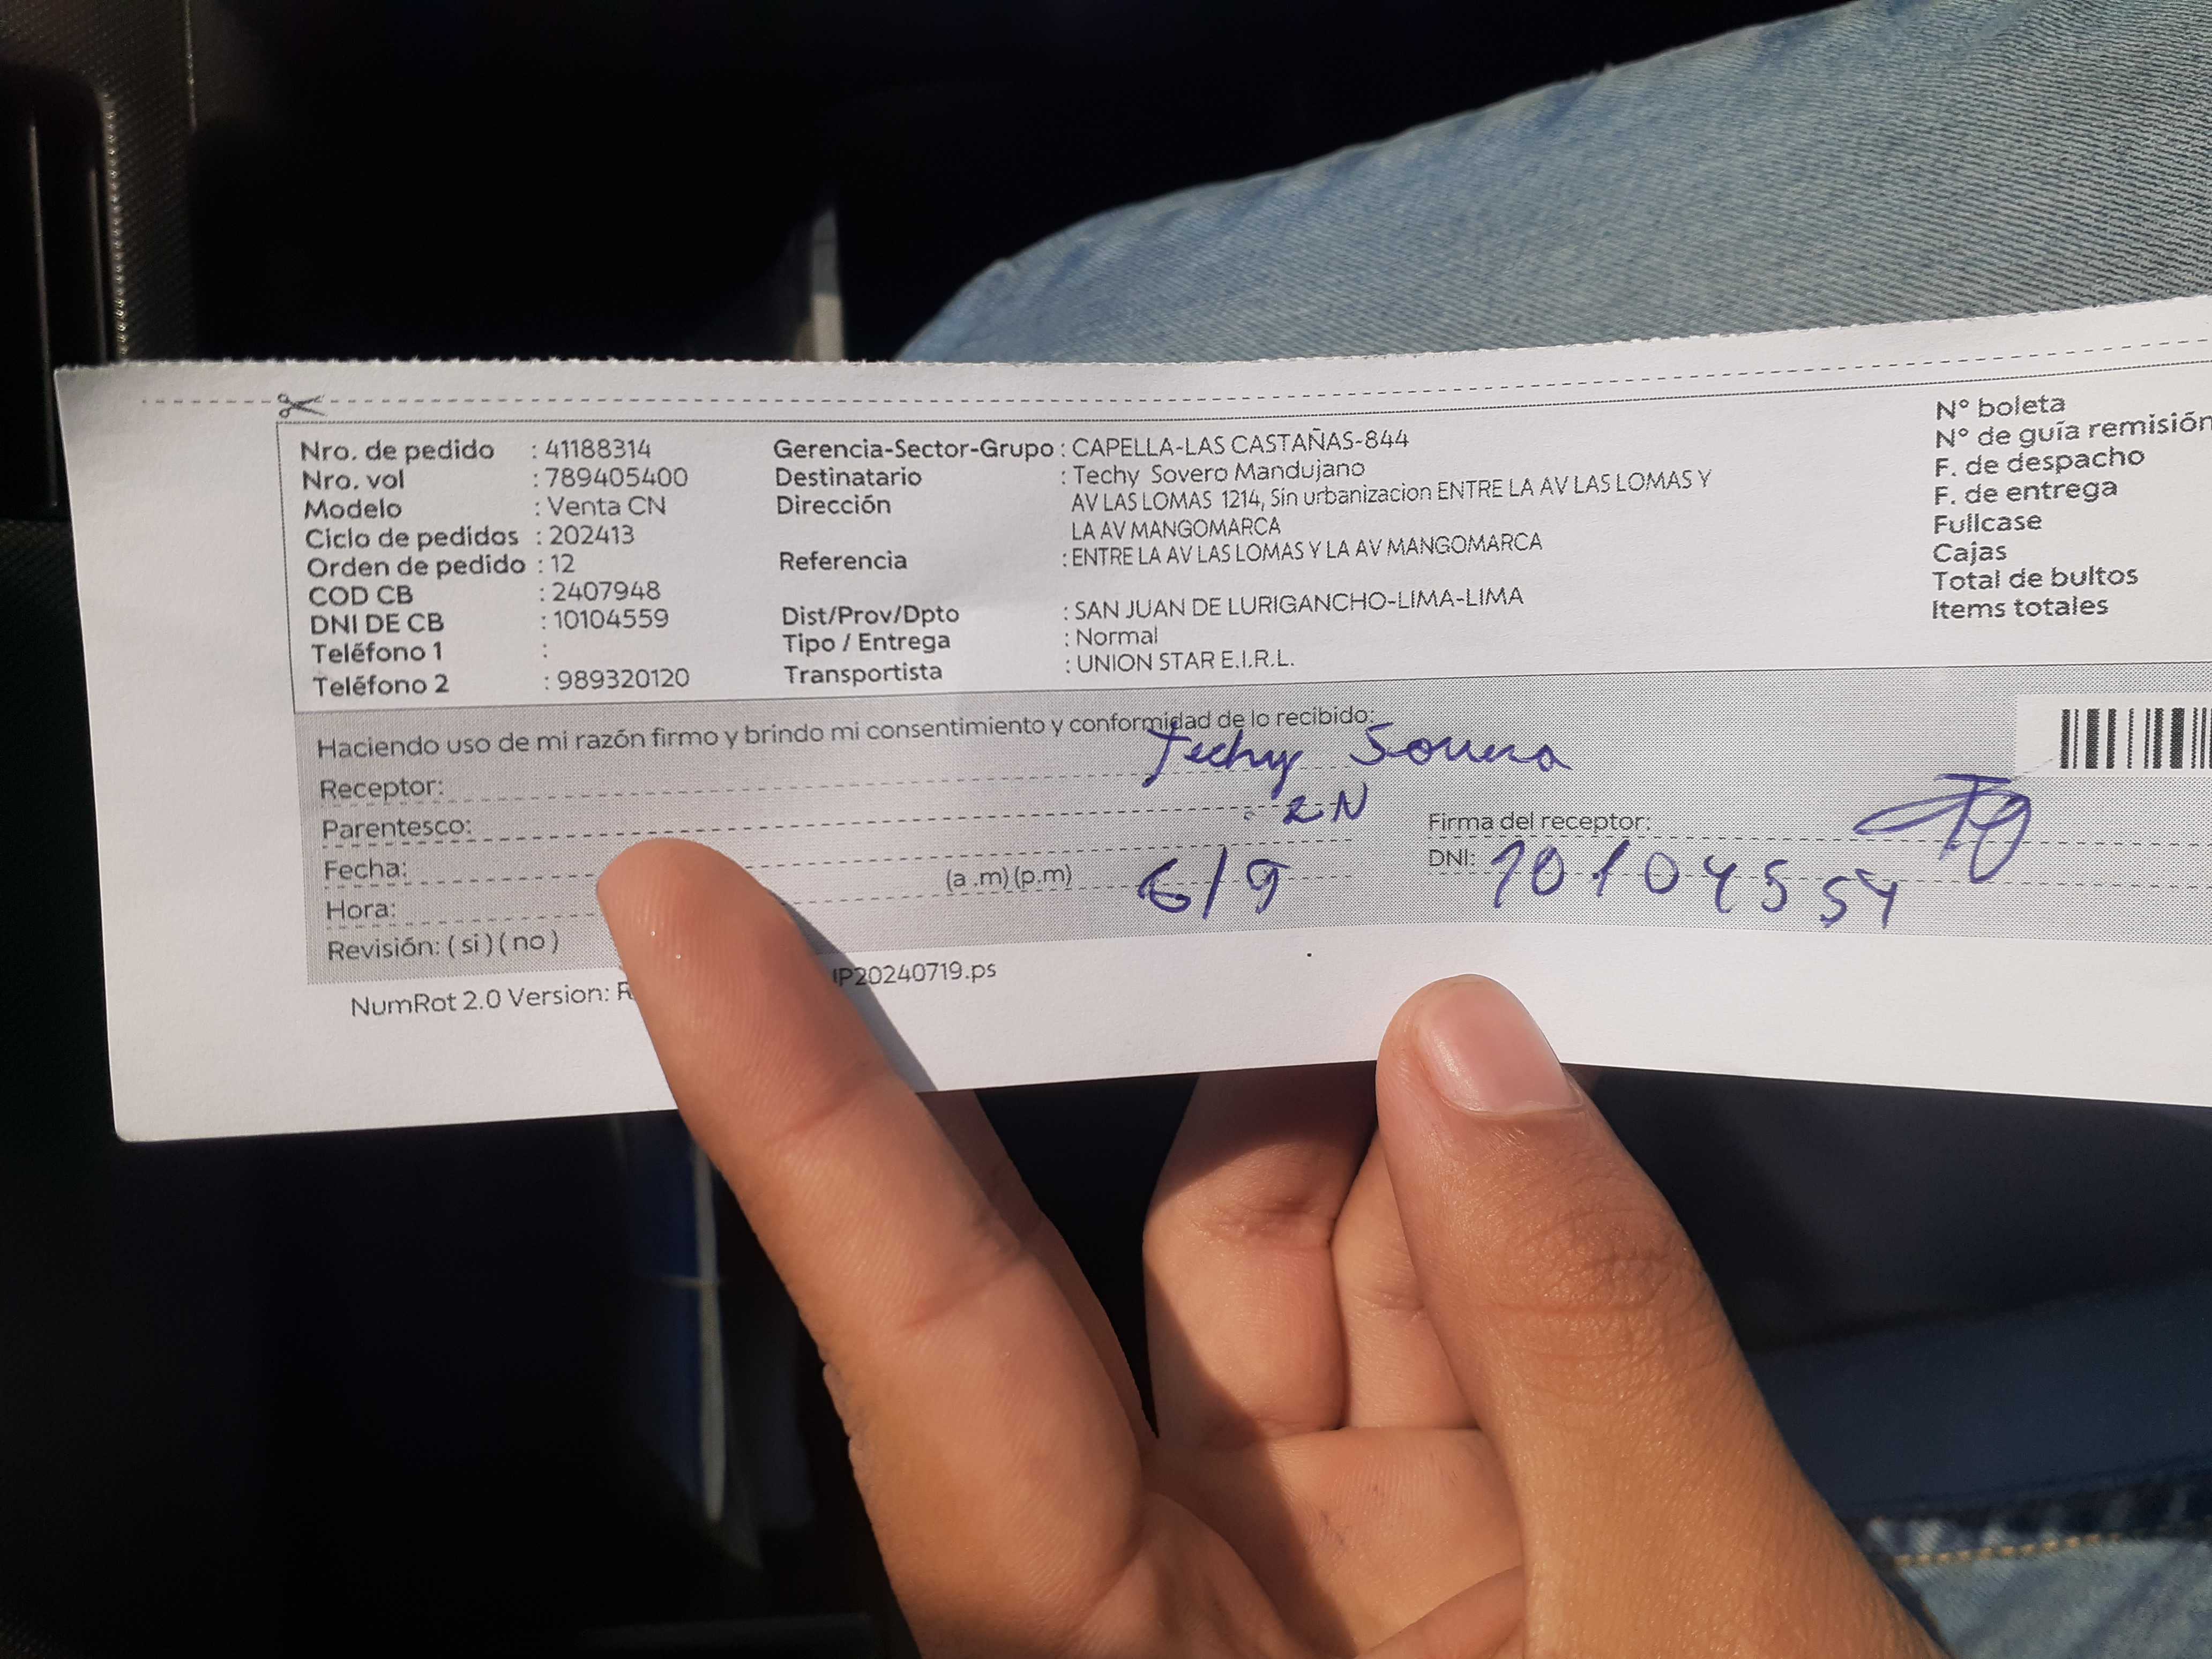 Nro. de pedido : 41188314
Nro. vol : 789405400
Modelo : Venta CN
Ciclo de pedidos : 202413
Orden de pedido : 12
COD CB : 2407948
DNI DE CB : 10104559
Teléfono 1 :
Teléfono 2 : 989320120
Gerencia-Sector-Grupo : CAPELLA-LAS CASTAÑAS-844
Destinatario : Techy Sovero Mandujano
Dirección AV LAS LOMAS 1214, Sin urbanizacion ENTRE LA AV LAS LOMAS Y
LA AV MANGOMARCA
Referencia : ENTRE LA AV LAS LOMAS Y LA AV MANGOMARCA
Dist/Prov/Dpto : SAN JUAN DE LURIGANCHO-LIMA-LIMA
Tipo / Entrega : Normal
Transportista : UNION STAR E.I.R.L.
N° boleta
N° de guía remisión
F. de despacho
F. de entrega
Fullcase
Cajas
Total de bultos
Items totales
Haciendo uso de mi razón firmo y brindo mi consentimiento y conformidad de lo recibido:
Receptor: Techy
Parentesco:
Fecha:
Hora: (a .m) (p.m)
Revisión: ( si ) ( no )
Firma del receptor:
DNI:
NumRot 2.0 Version: 20240719.ps